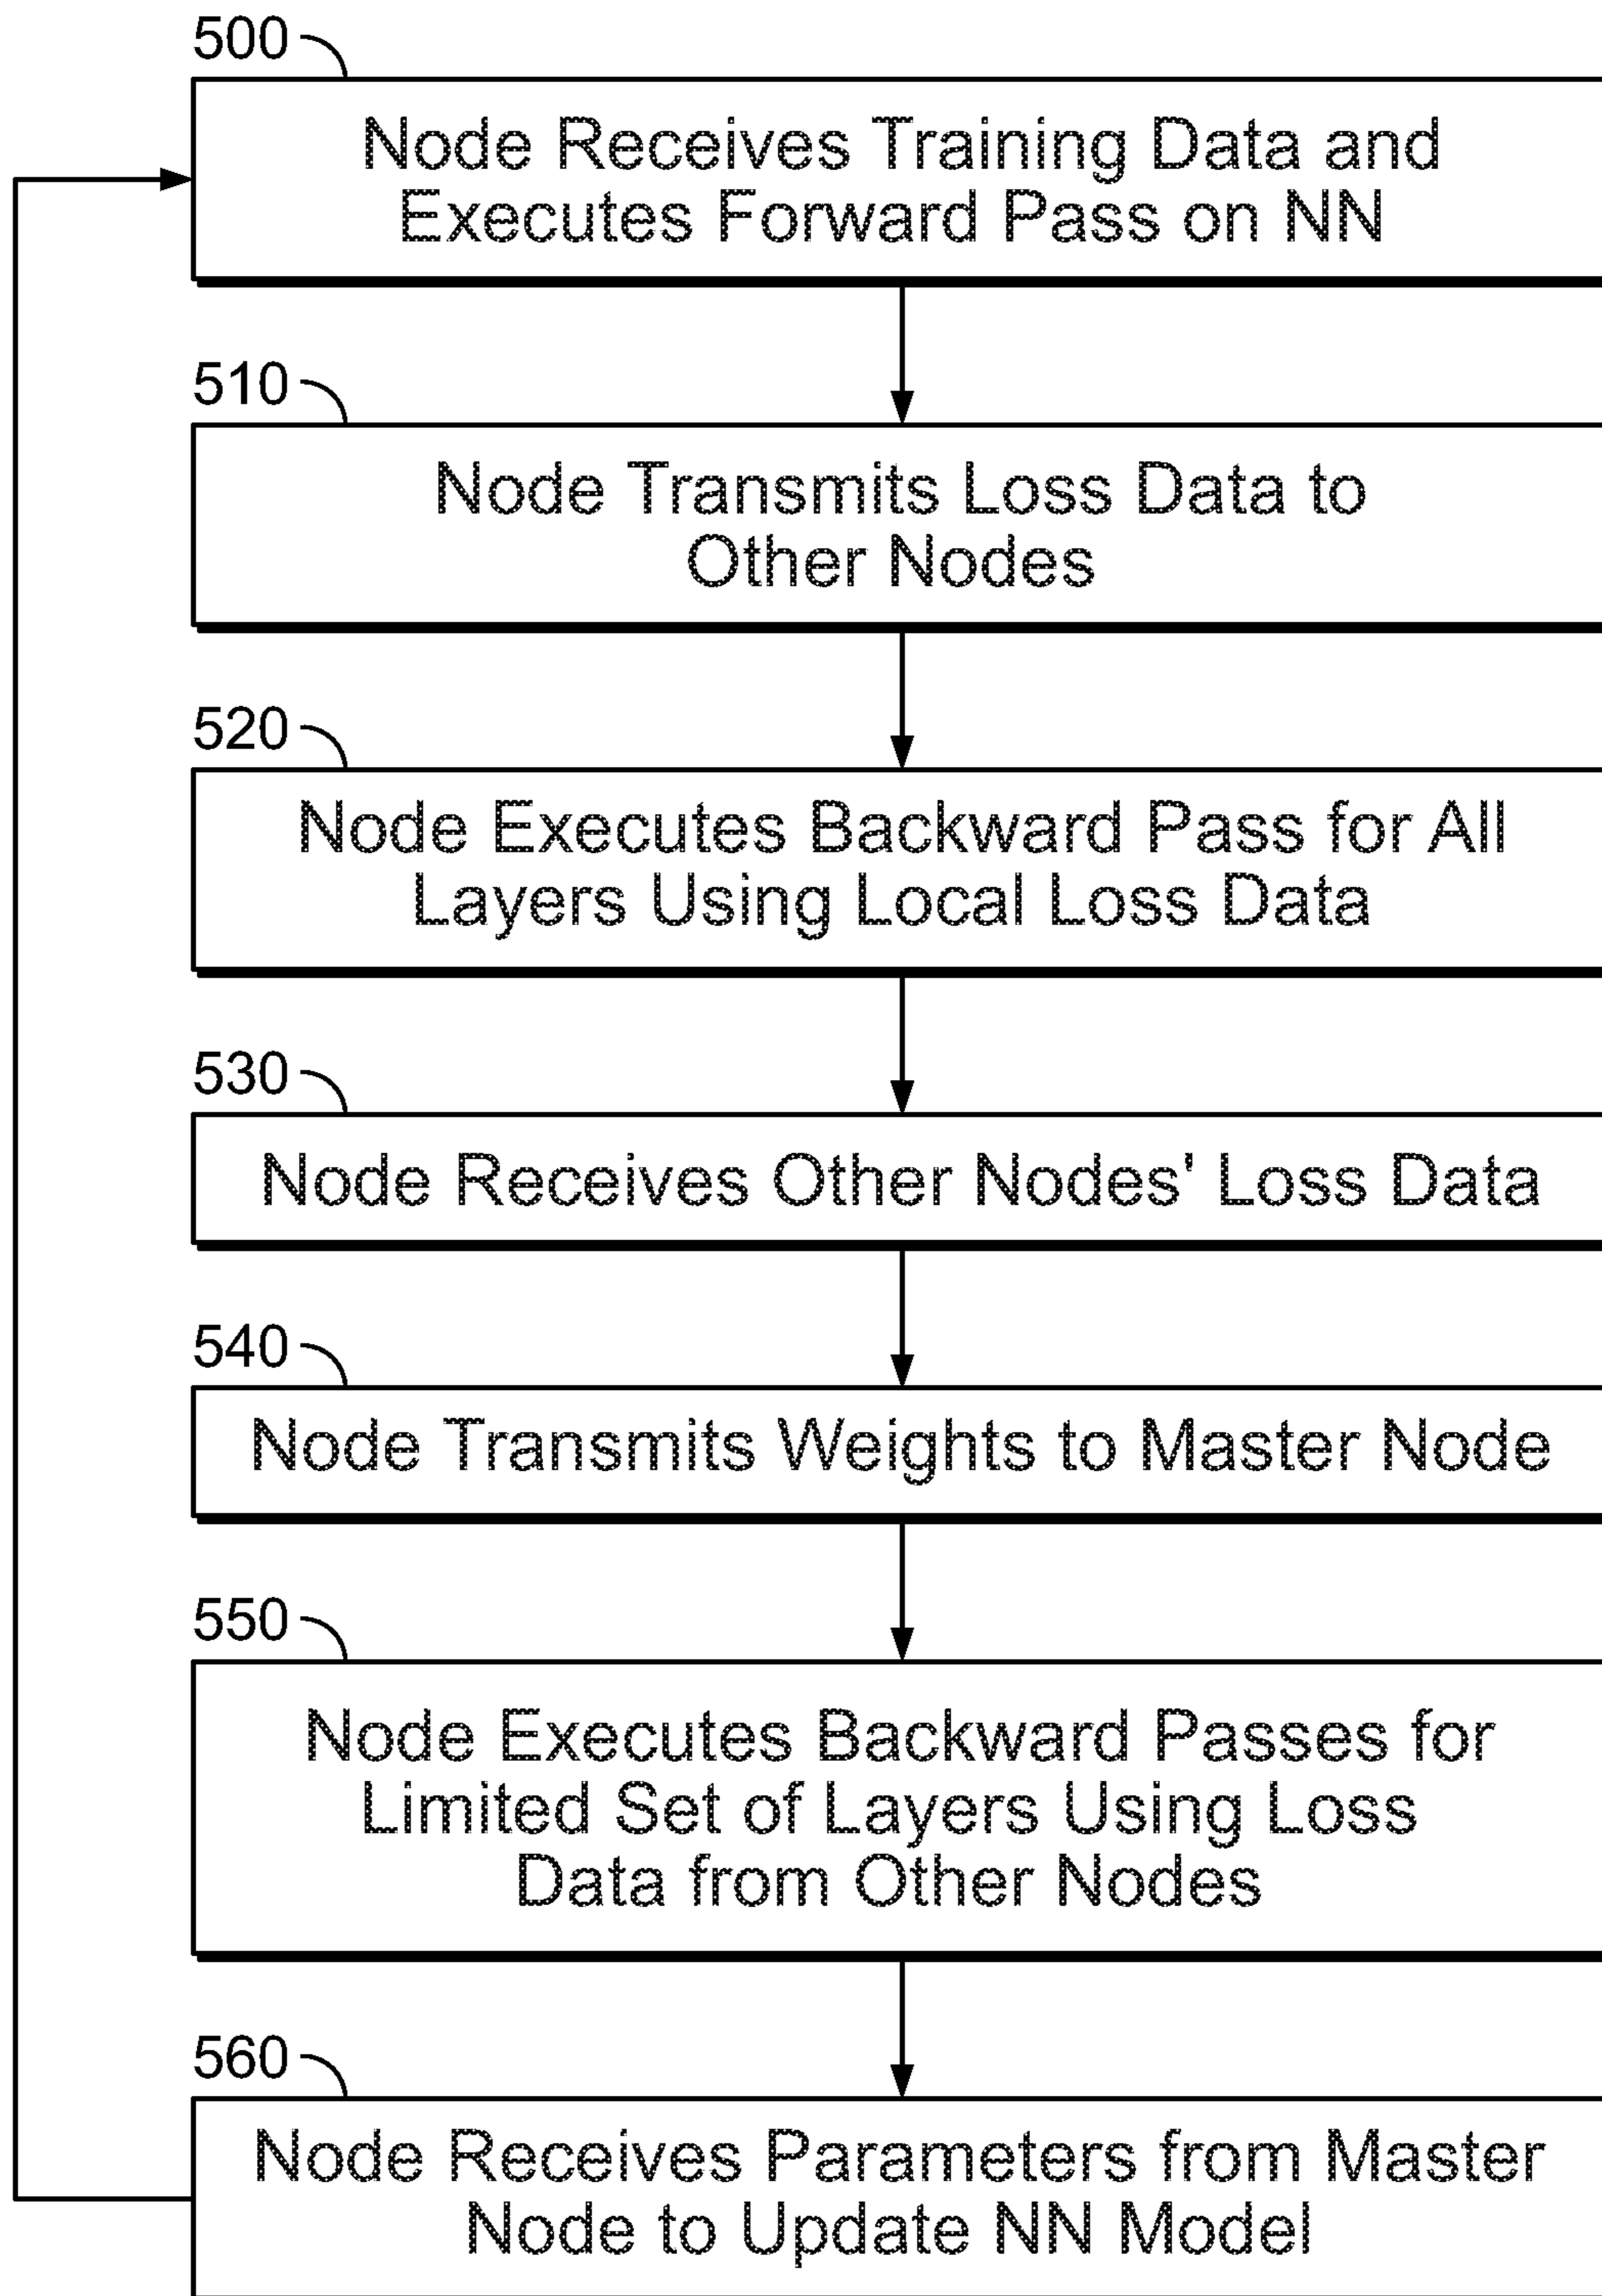 500
Node Receives Training Data and
Executes Forward Pass on NN
510
Node Transmits Loss Data to
Other Nodes
520
Node Executes Backward Pass for All
Layers Using Local Loss Data
530
Node Receives Other Nodes' Loss Data
540
Node Transmits Weights to Master Node
550
Node Executes Backward Passes for
Limited Set of Layers Using Loss
Data from Other Nodes
560
Node Receives Parameters from Master
Node to Update NN Model